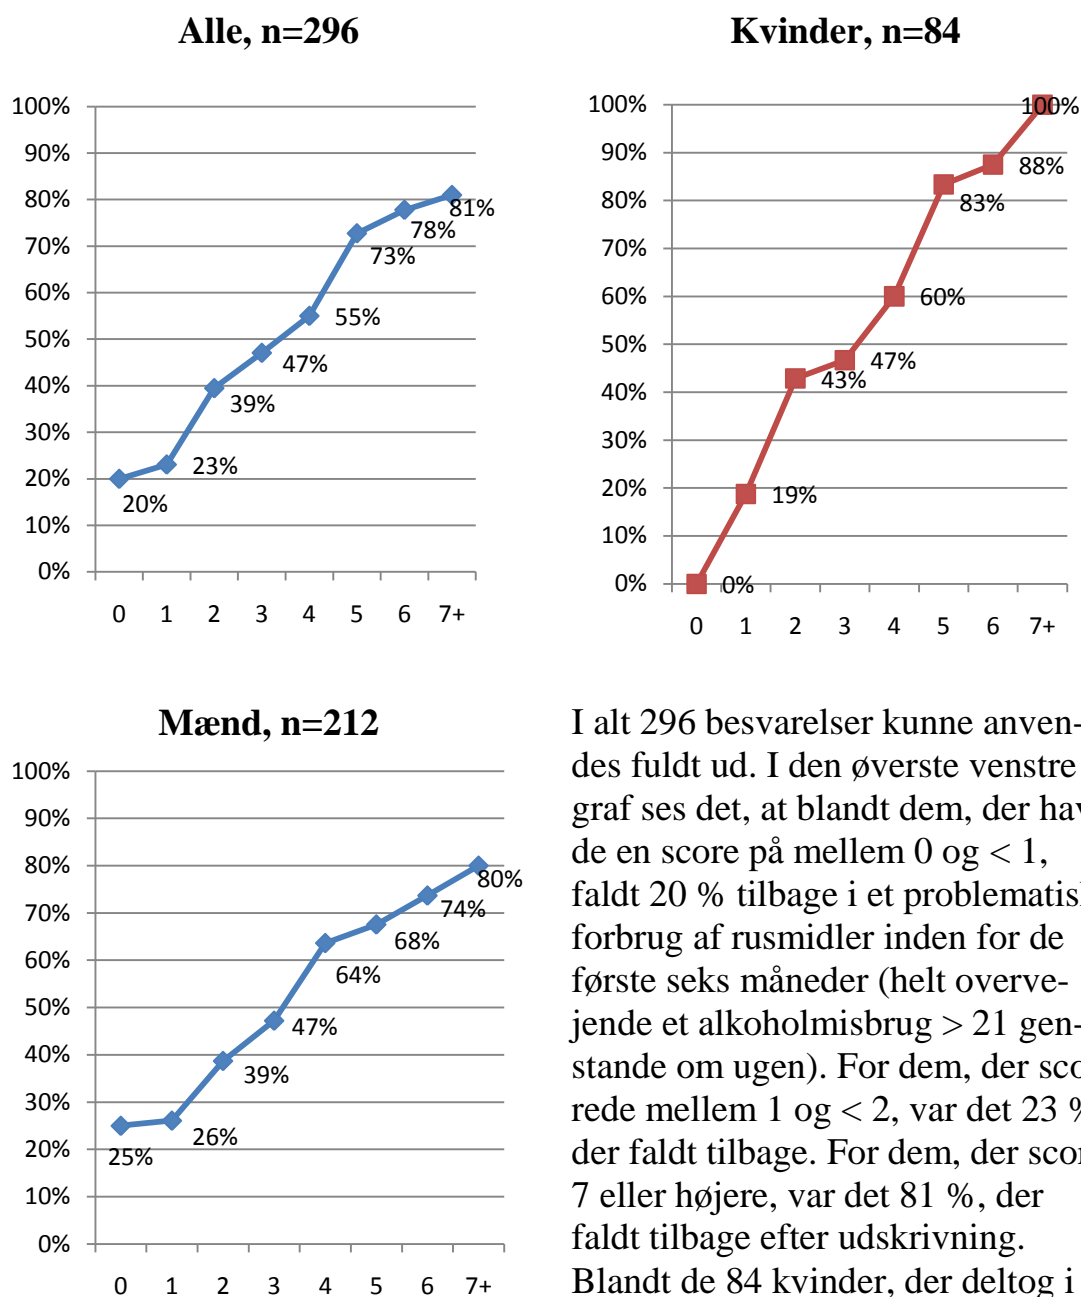 Alle, n=296
100%
90%
80%
70%
60%
50%
40%
30%
20%
10%
0%
20%
23%
39%
47%
55%
73%
78%
81%
0 1 2 3 4 5 6 7+
Kvinder, n=84
100%
90%
80%
70%
60%
50%
40%
30%
20%
10%
0%
0%
19%
43%
47%
60%
83%
88%
100%
0 1 2 3 4 5 6 7+
Mænd, n=212
100%
90%
80%
70%
60%
50%
40%
30%
20%
10%
0%
25%
26%
39%
47%
64%
68%
74%
80%
0 1 2 3 4 5 6 7+
I alt 296 besvarelser kunne anven-
des fuldt ud. I den øverste venstre
graf ses det, at blandt dem, der hav
de en score på mellem 0 og < 1,
faldt 20 % tilbage i et problematisk
forbrug af rusmidler inden for de
første seks måneder (helt overve-
jende et alkoholmisbrug > 21 gen-
stande om ugen). For dem, der sco
rede mellem 1 og < 2, var det 23 %
der faldt tilbage. For dem, der scor
7 eller højere, var det 81 %, der
faldt tilbage efter udskrivning.
Blandt de 84 kvinder, der deltog i